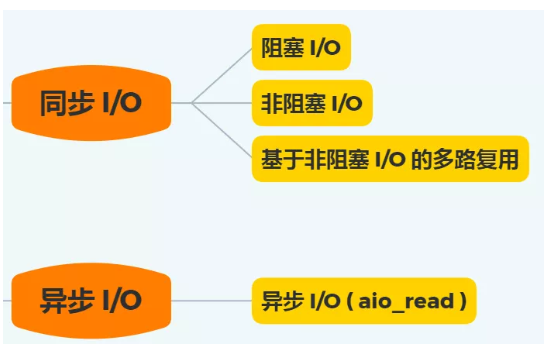 同步 I/O
阻塞 I/O
非阻塞 I/O
基于非阻塞 I/O 的多路复用
异步 I/O
异步 I/O ( aio_read )